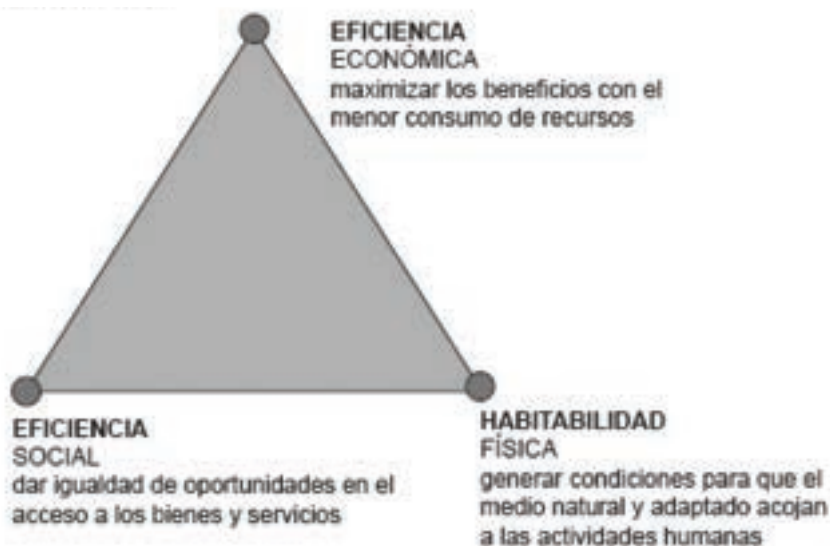 EFICIENCIA
ECONÓMICA
maximizar los beneficios con el
menor consumo de recursos
EFICIENCIA
SOCIAL
dar igualdad de oportunidades en el
acceso a los bienes y servicios
HABITABILIDAD
FÍSICA
generar condiciones para que el
medio natural y adaptado acojan
a las actividades humanas